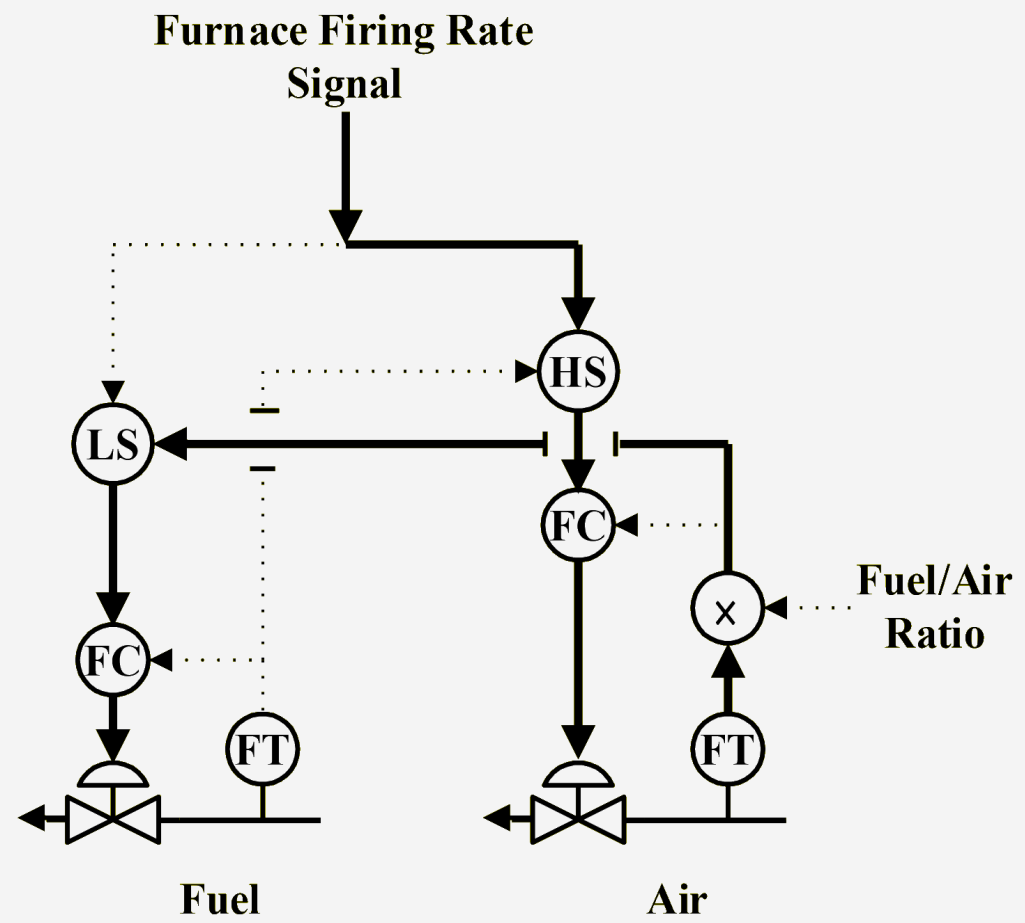 Furnace Firing Rate
Signal
HS
LS
FC
Fuel/Air
Ratio
x
FC
FT
FT
Fuel
Air